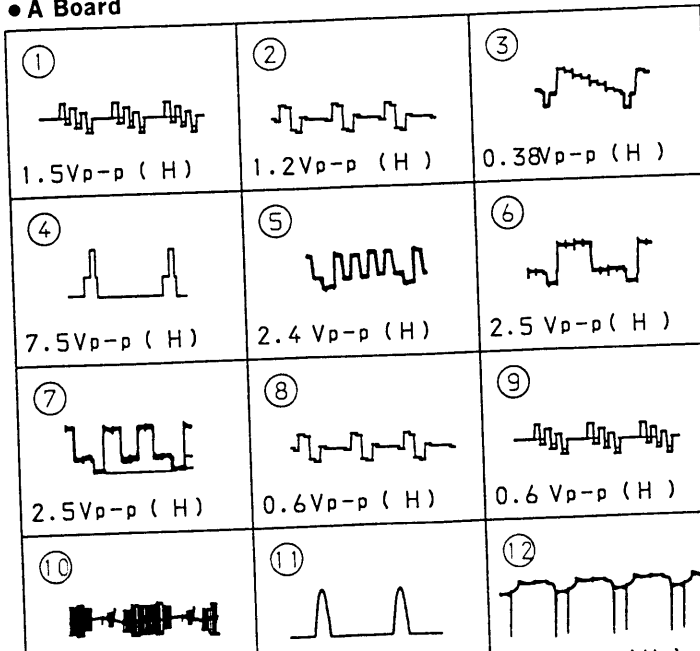 ● A Board
① ② ③
1.5Vp-p ( H ) 1.2Vp-p ( H ) 0.38Vp-p ( H )
④ ⑤ ⑥
7.5Vp-p ( H ) 2.4 Vp-p ( H ) 2.5 Vp-p ( H )
⑦ ⑧ ⑨
2.5Vp-p ( H ) 0.6Vp-p ( H ) 0.6 Vp-p ( H )
⑩ ⑪ ⑫